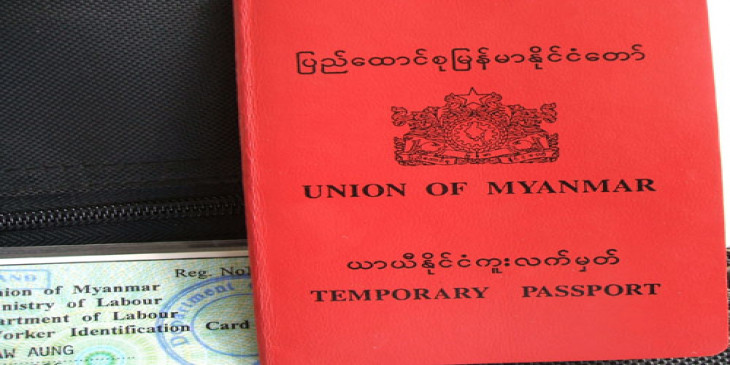 ပြည်ထောင်စုမြန်မာနိုင်ငံတော်
UNION OF MYANMAR
ယာယီနိုင်ငံကူးလက်မှတ်
TEMPORARY PASSPORT
Reg. No
nion of Myanmar
nistry of Labour
partment of Labour
orker Identification Card
W AUNG
Department